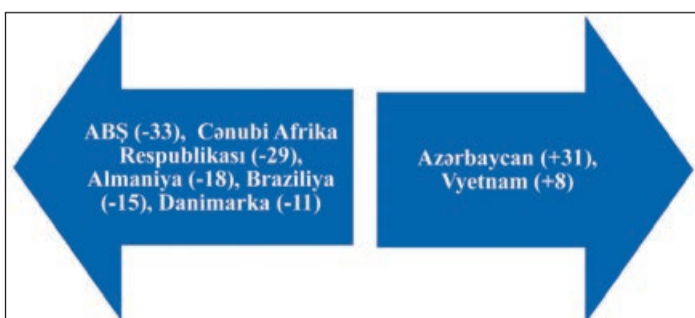 ABŞ (-33), Cənubi Afrika
Respublikası (-29),
Almaniya (-18), Braziliya
(-15), Danimarka (-11)
Azərbaycan (+31),
Vyetnam (+8)